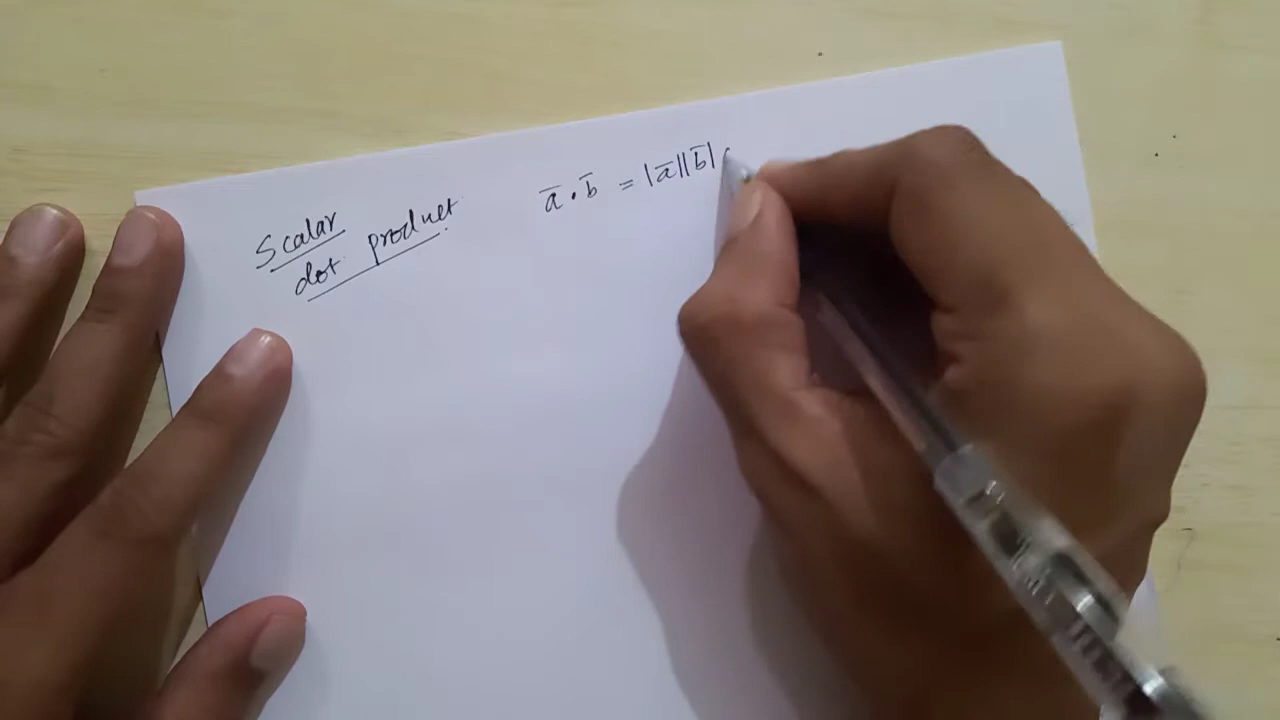 Scalar
dot product
a̅ . b̅ = |a̅||b̅|